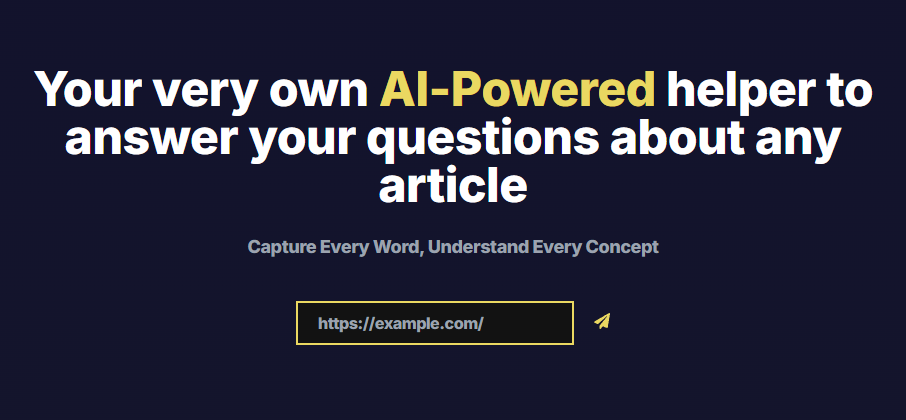 Your very own AI-Powered helper to
answer your questions about any
article
Capture Every Word, Understand Every Concept
https://example.com/